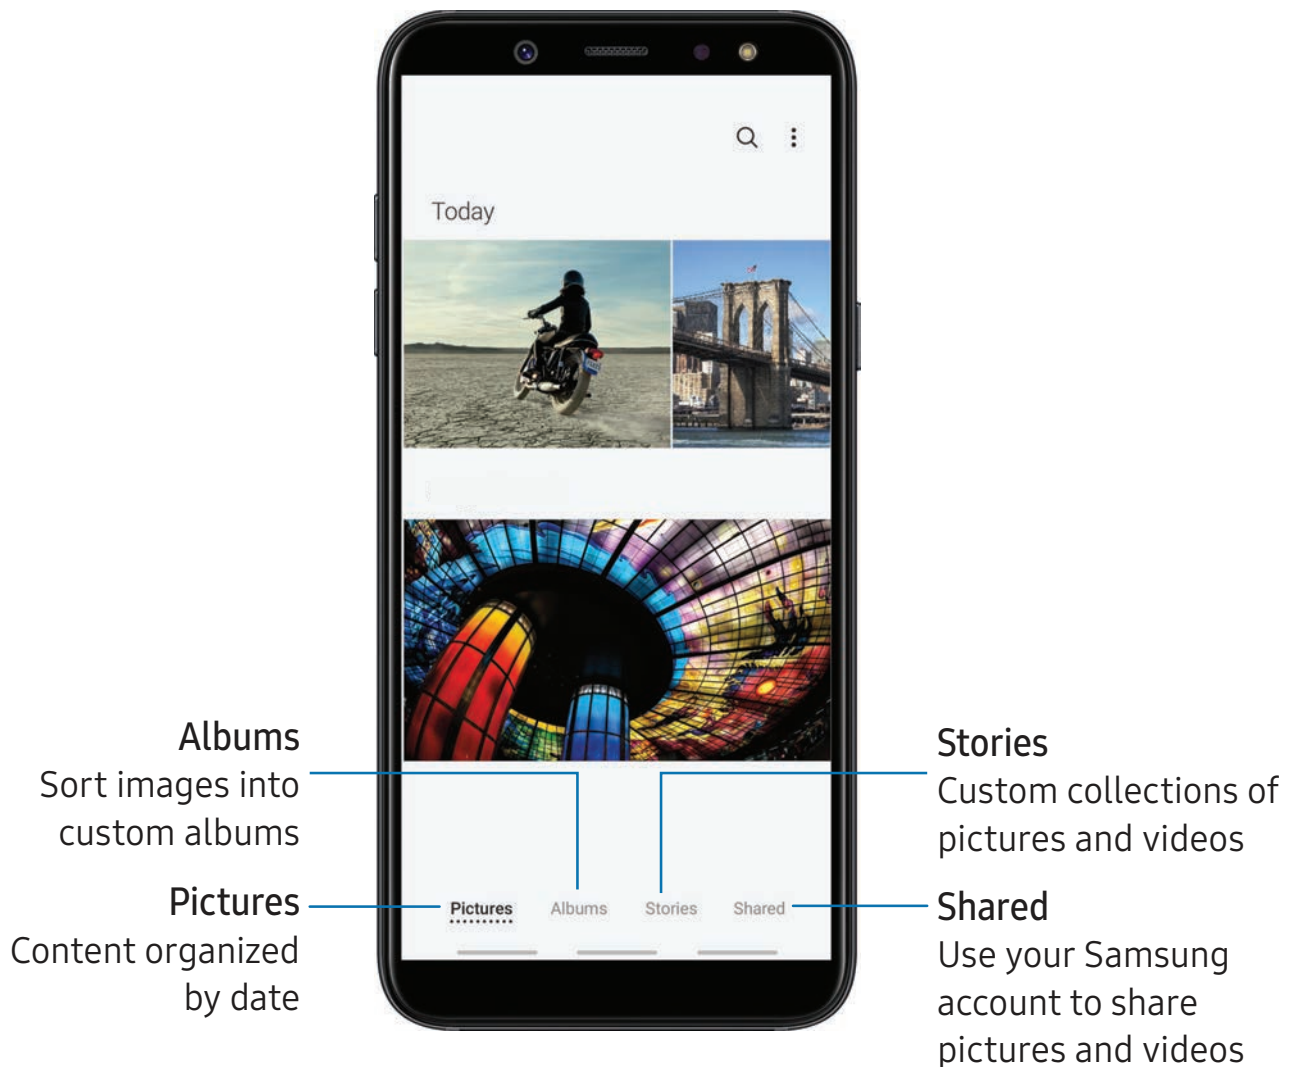 Today
Albums
Sort images into
custom albums
Pictures
Content organized
by date
Stories
Custom collections of
pictures and videos
Shared
Use your Samsung
account to share
pictures and videos
Pictures Albums Stories Shared